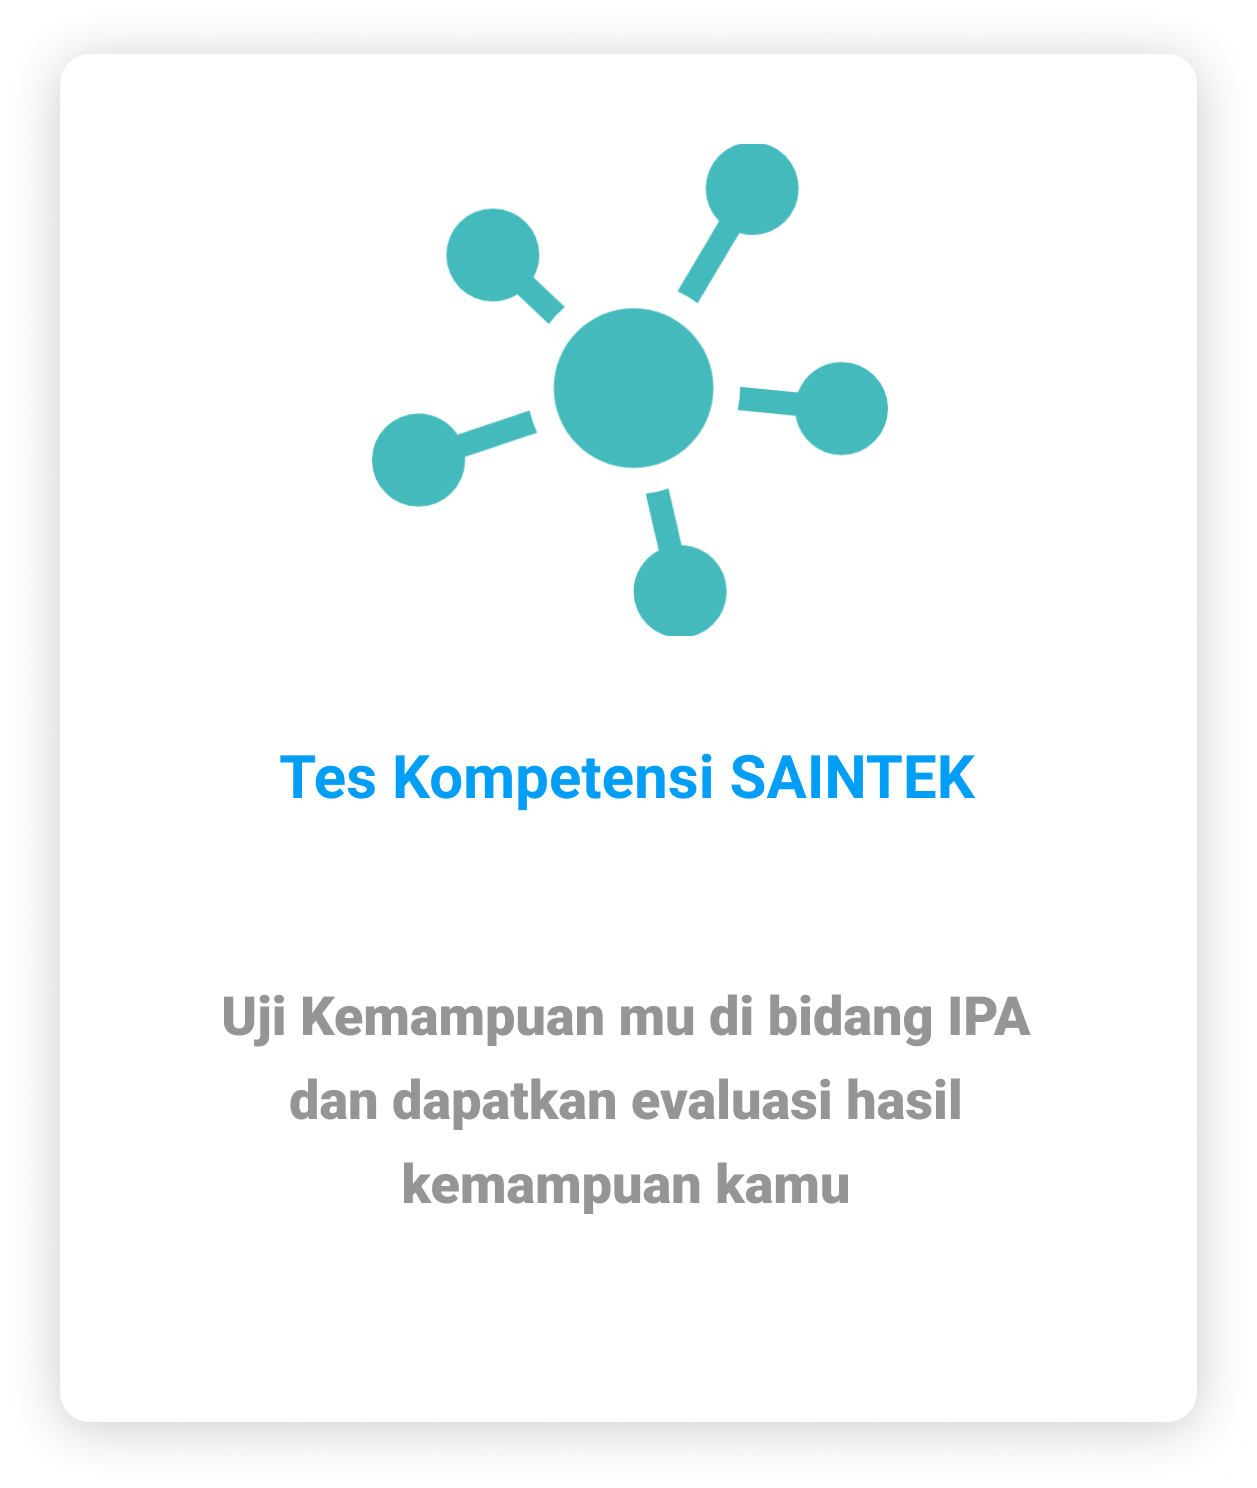 Tes Kompetensi SAINTEK
Uji Kemampuan mu di bidang IPA
dan dapatkan evaluasi hasil
kemampuan kamu